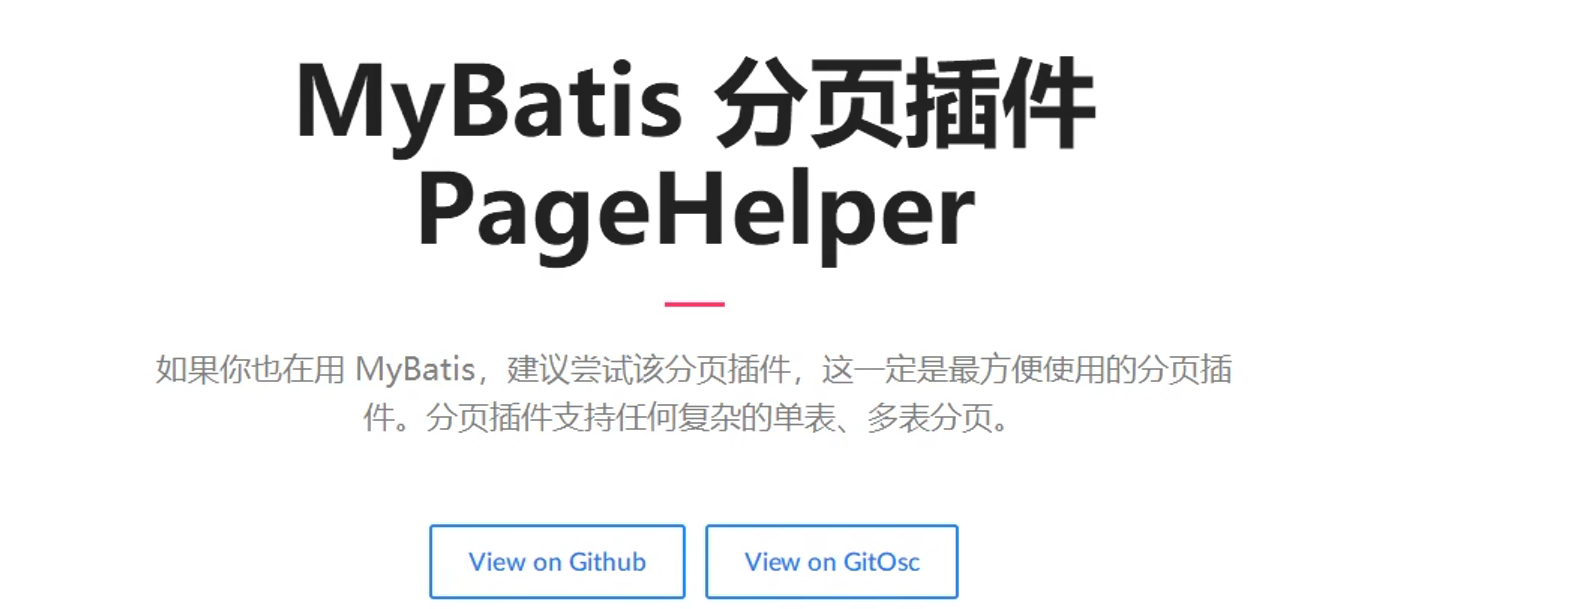 MyBatis 分页插件
PageHelper
如果你也在用 MyBatis，建议尝试该分页插件，这一定是最方便使用的分页插
件。分页插件支持任何复杂的单表、多表分页。
View on Github View on GitOsc